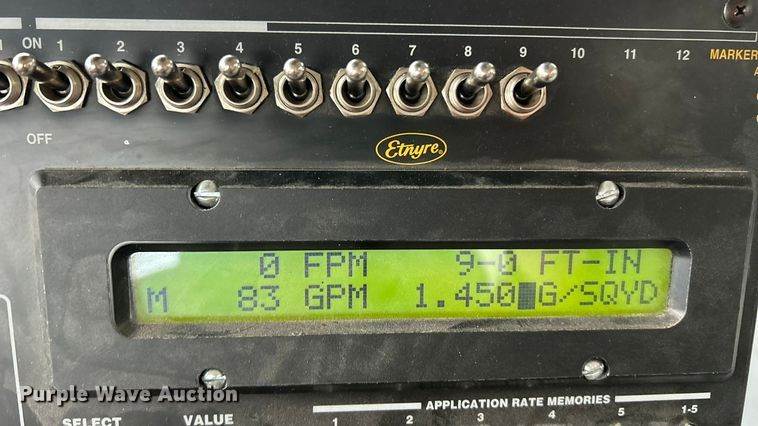 ON 1 2 3 4 5 6 7 8 9 10 11 12 MARKER
OFF
Etnyre
0 FPM 9-0 FT-IN
M 83 GPM 1.450 G/SQYD
Purple Wave Auction
APPLICATION RATE MEMORIES
SELECT VALUE 1 2 3 4 5 1-5